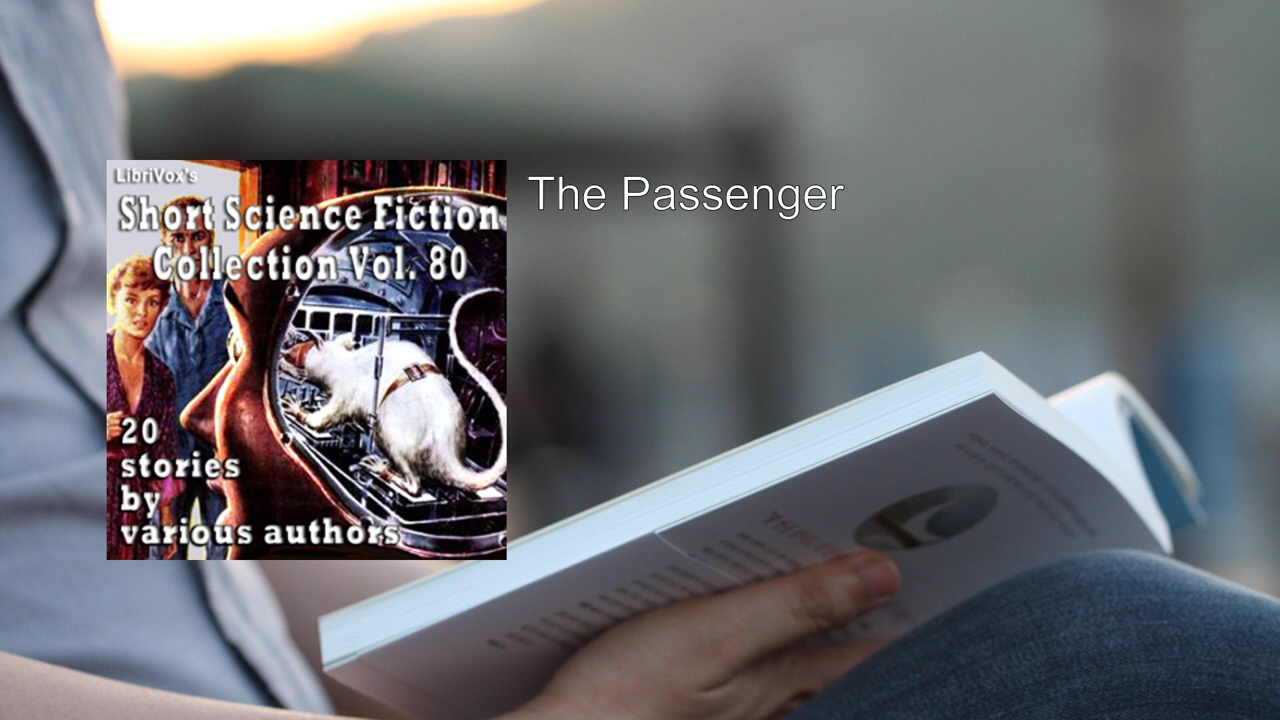 LibriVox's
Short Science Fiction
Collection Vol. 80
20
stories
by
various authors
The Passenger